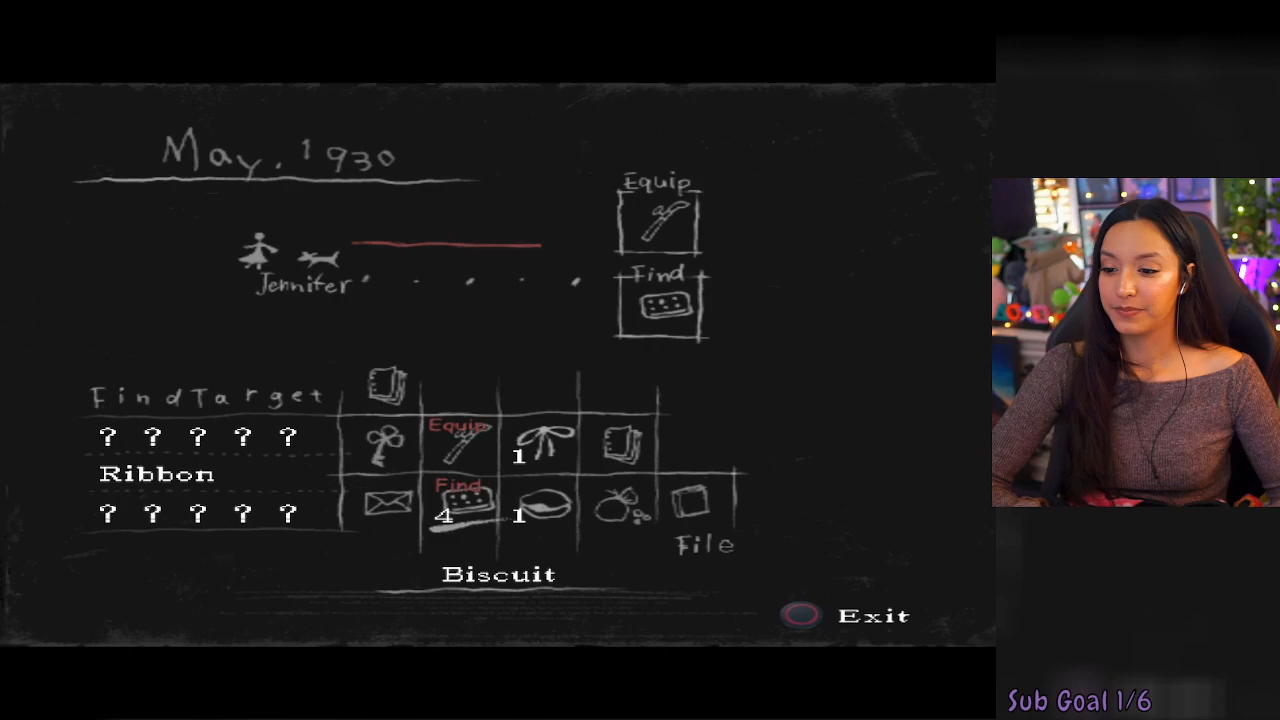 May. 1930
Equip
Find
Jennifer
FindTarget
? ? ? ? ?
Ribbon
? ? ? ? ?
Equip
1
Find
4
1
File
Biscuit
Exit
Sub Goal 1/6